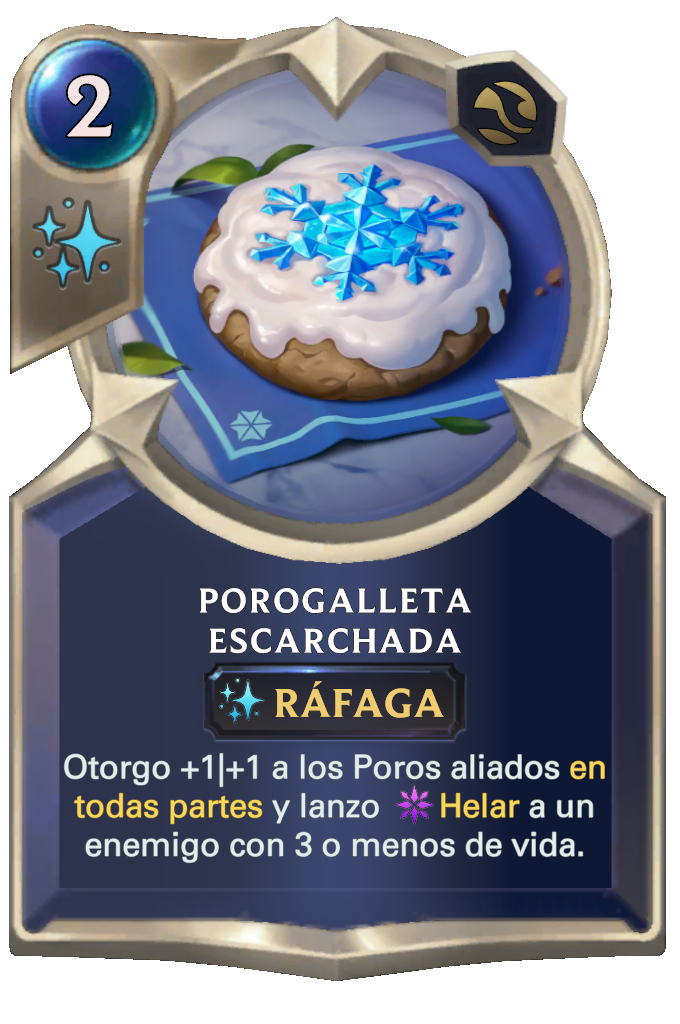 2
POROGALLETA
ESCARCHADA
RÁFAGA
Otorgo +1|+1 a los Poros aliados en
todas partes y lanzo Helar a un
enemigo con 3 o menos de vida.